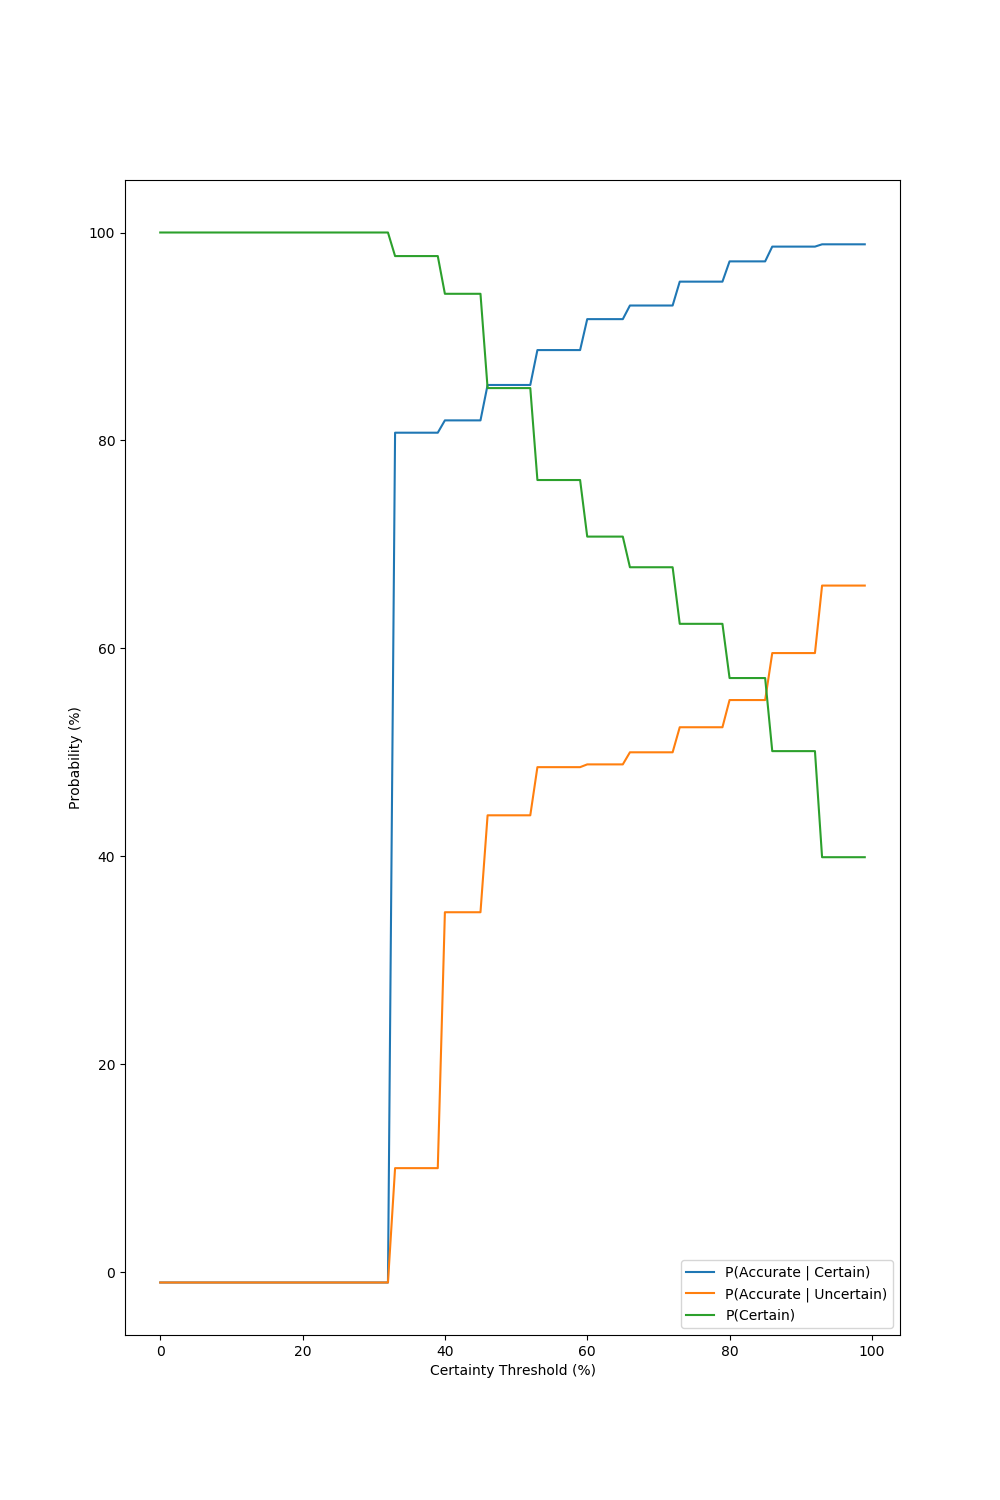 100
80
60
40
20
0
Probability (%)
0 20 40 60 80 100
Certainty Threshold (%)
P(Accurate | Certain)
P(Accurate | Uncertain)
P(Certain)